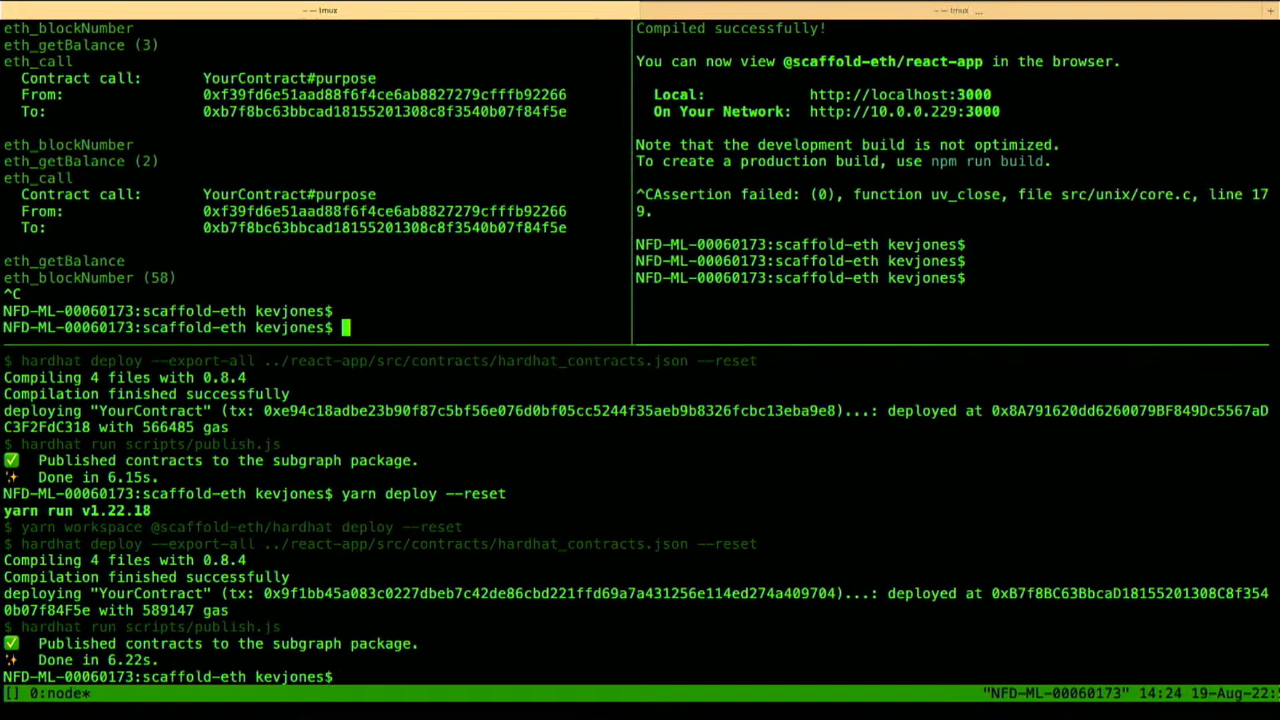 ~ — tmux
~ — tmux ...
+
eth_blockNumber
eth_getBalance (3)
eth_call
Contract call: YourContract#purpose
From: 0xf39fd6e51aad88f6f4ce6ab8827279cfffb92266
To: 0xb7f8bc63bbcad18155201308c8f3540b07f84f5e
eth_blockNumber
eth_getBalance (2)
eth_call
Contract call: YourContract#purpose
From: 0xf39fd6e51aad88f6f4ce6ab8827279cfffb92266
To: 0xb7f8bc63bbcad18155201308c8f3540b07f84f5e
eth_getBalance
eth_blockNumber (58)
^C
NFD-ML-00060173:scaffold-eth kevjones$
NFD-ML-00060173:scaffold-eth kevjones$
Compiled successfully!
You can now view @scaffold-eth/react-app in the browser.
Local: http://localhost:3000
On Your Network: http://10.0.0.229:3000
Note that the development build is not optimized.
To create a production build, use npm run build.
^CAssertion failed: (0), function uv_close, file src/unix/core.c, line 17
9.
NFD-ML-00060173:scaffold-eth kevjones$
NFD-ML-00060173:scaffold-eth kevjones$
NFD-ML-00060173:scaffold-eth kevjones$
$ hardhat deploy --export-all ../react-app/src/contracts/hardhat_contracts.json --reset
Compiling 4 files with 0.8.4
Compilation finished successfully
deploying "YourContract" (tx: 0xe94c18adbe23b90f87c5bf56e076d0bf05cc5244f35aeb9b8326fcbc13eba9e8)...: deployed at 0x8A791620dd6260079BF849Dc5567aD
C3F2FdC318 with 566485 gas
$ hardhat run scripts/publish.js
✅ Published contracts to the subgraph package.
✨ Done in 6.15s.
NFD-ML-00060173:scaffold-eth kevjones$ yarn deploy --reset
yarn run v1.22.18
$ yarn workspace @scaffold-eth/hardhat deploy --reset
$ hardhat deploy --export-all ../react-app/src/contracts/hardhat_contracts.json --reset
Compiling 4 files with 0.8.4
Compilation finished successfully
deploying "YourContract" (tx: 0x9f1bb45a083c0227dbeb7c42de86cbd221ffd69a7a431256e114ed274a409704)...: deployed at 0xB7f8BC63BbcaD18155201308C8f354
0b07f84F5e with 589147 gas
$ hardhat run scripts/publish.js
✅ Published contracts to the subgraph package.
✨ Done in 6.22s.
NFD-ML-00060173:scaffold-eth kevjones$
[] 0:node* "NFD-ML-00060173" 14:24 19-Aug-22